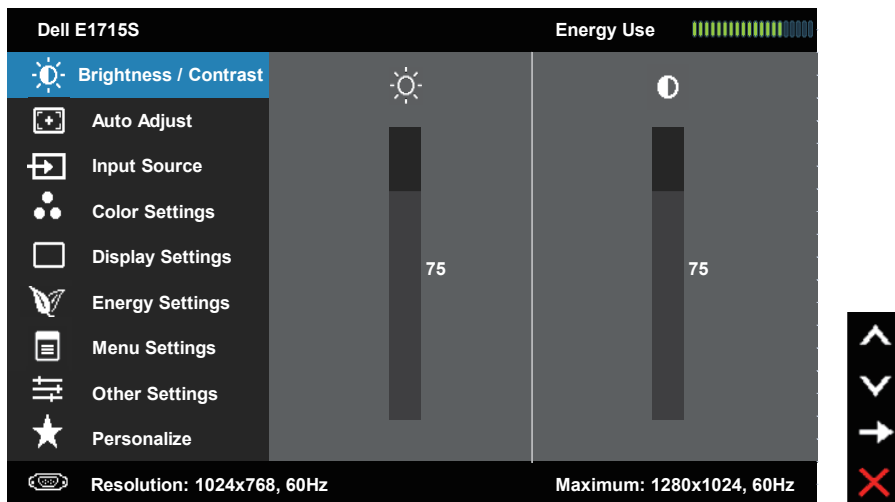 Dell E1715S Energy Use
Brightness / Contrast
Auto Adjust
Input Source
Color Settings
Display Settings
75 75
Energy Settings
Menu Settings
Other Settings
Personalize
Resolution: 1024x768, 60Hz Maximum: 1280x1024, 60Hz